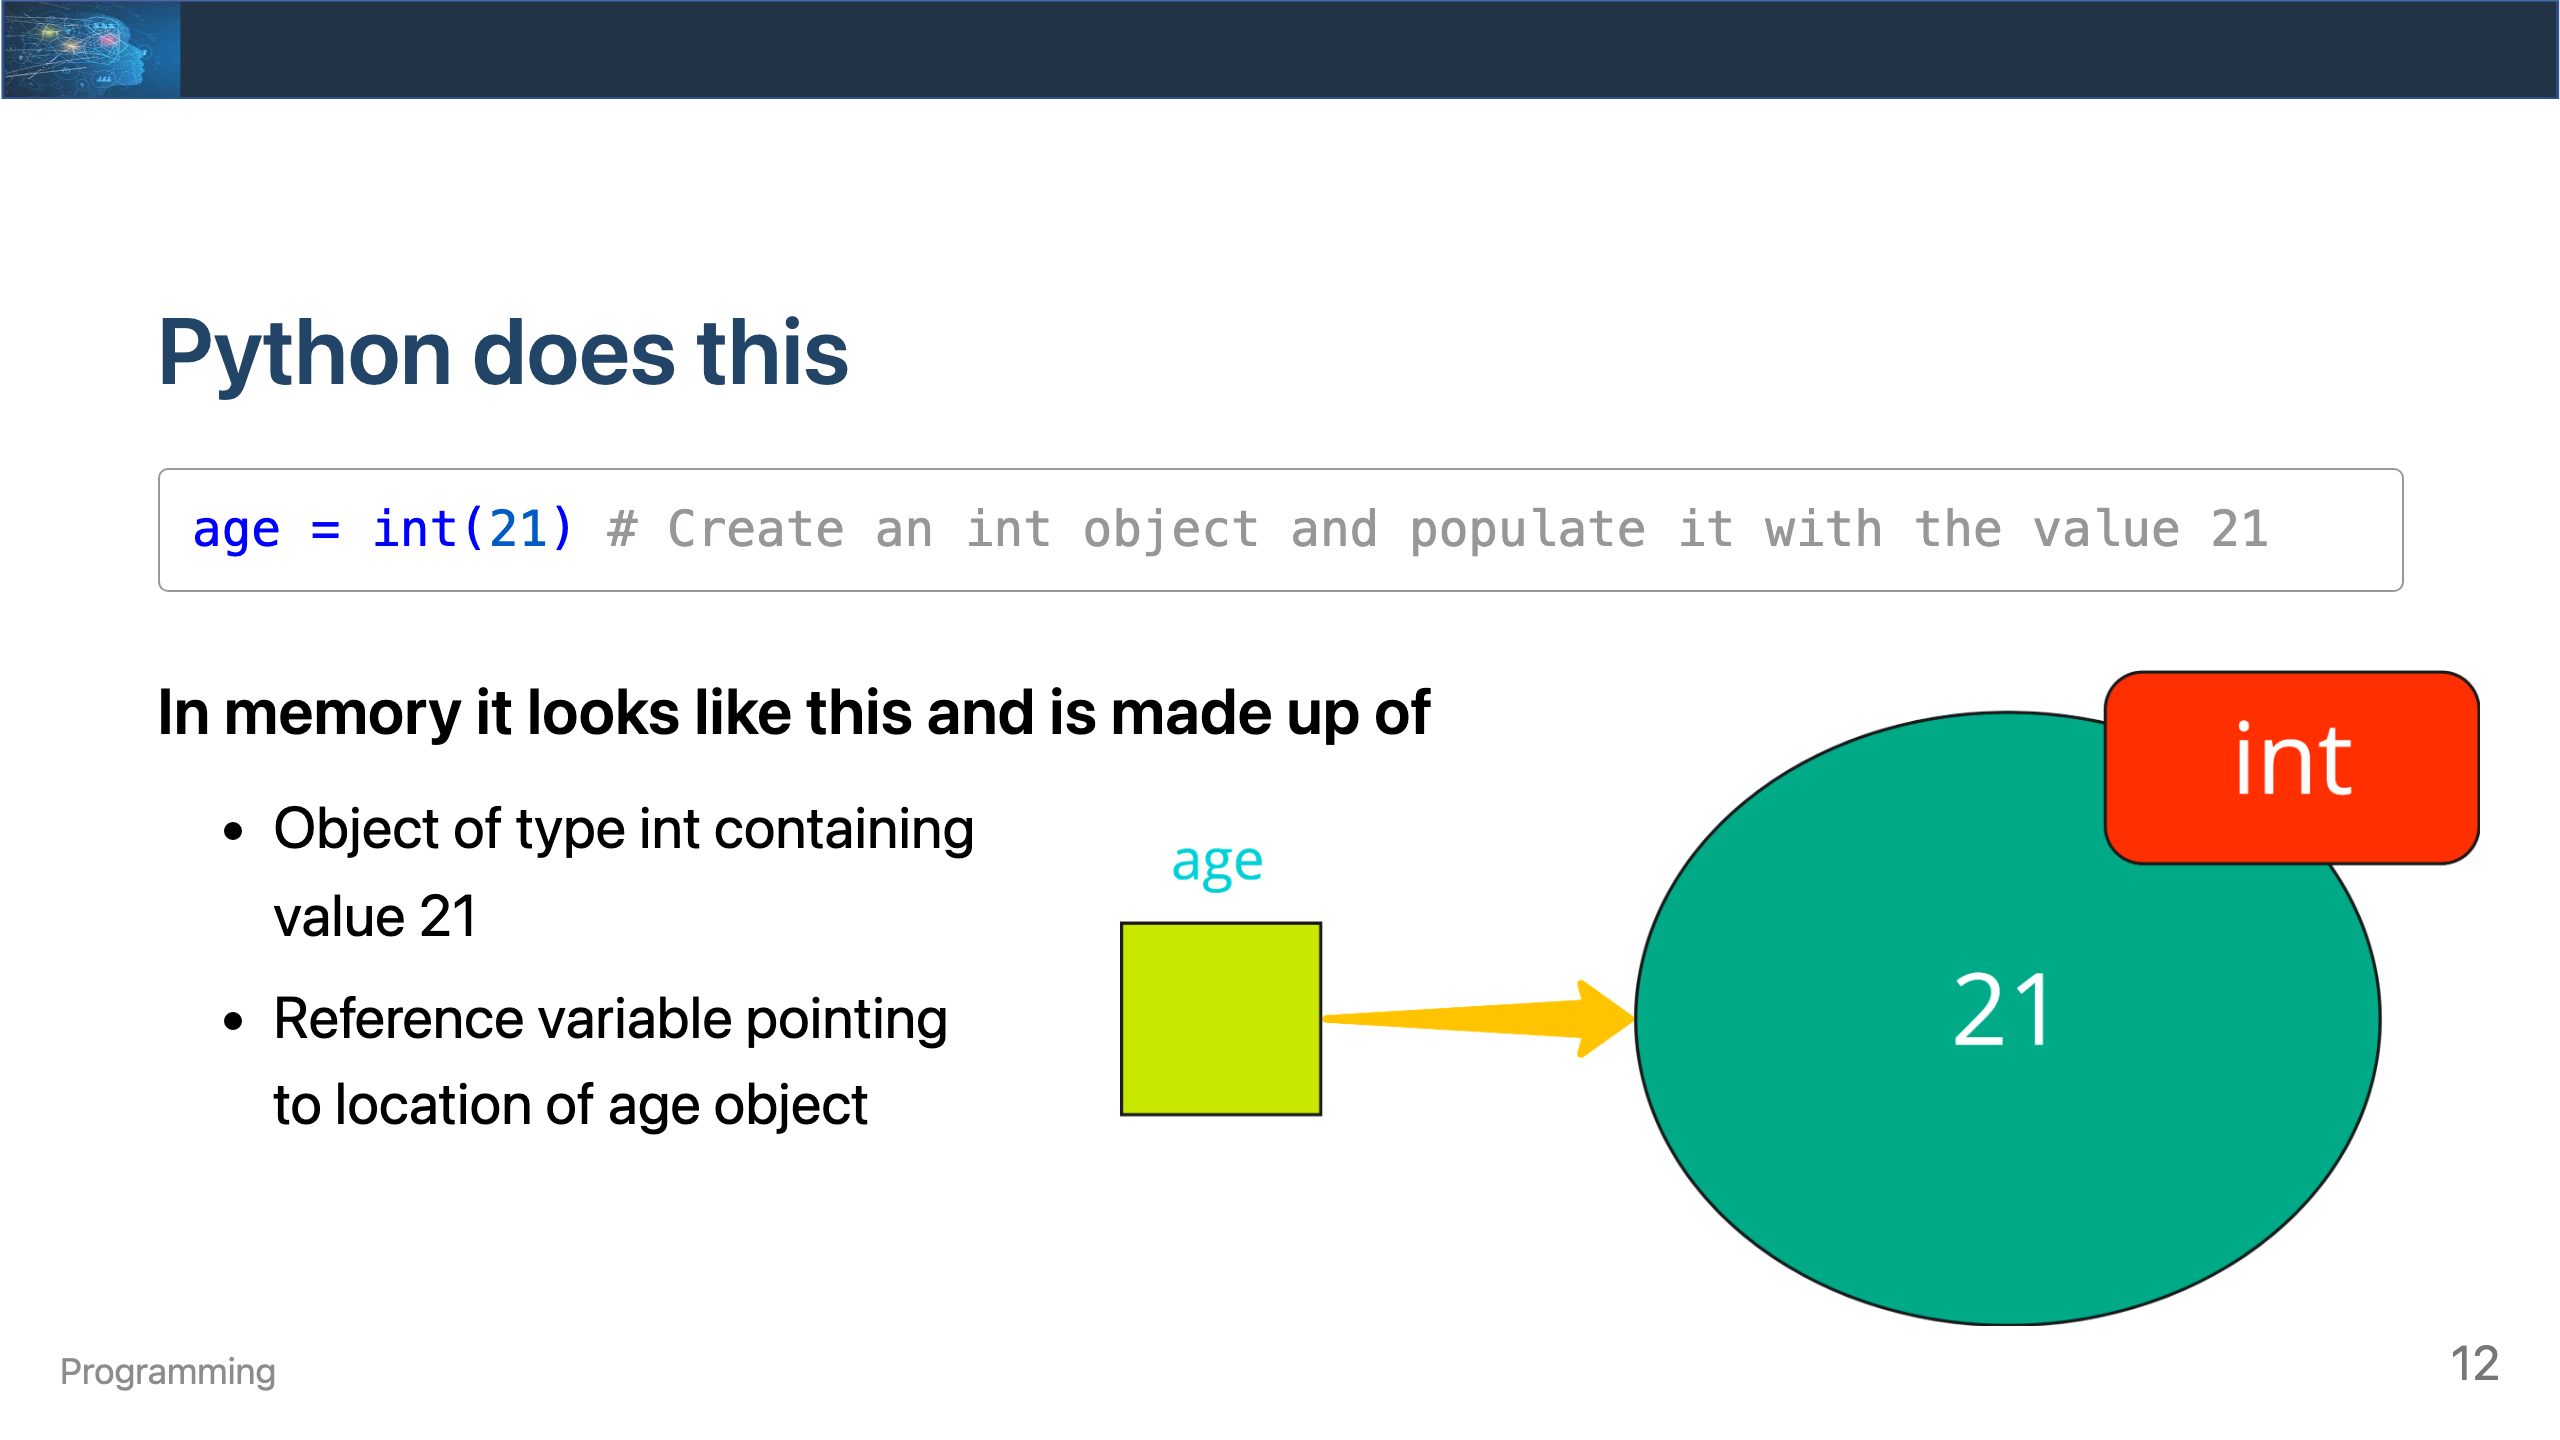 Python does this
age = int(21) # Create an int object and populate it with the value 21
In memory it looks like this and is made up of
• Object of type int containing
value 21
• Reference variable pointing
to location of age object
age
int
21
Programming
12